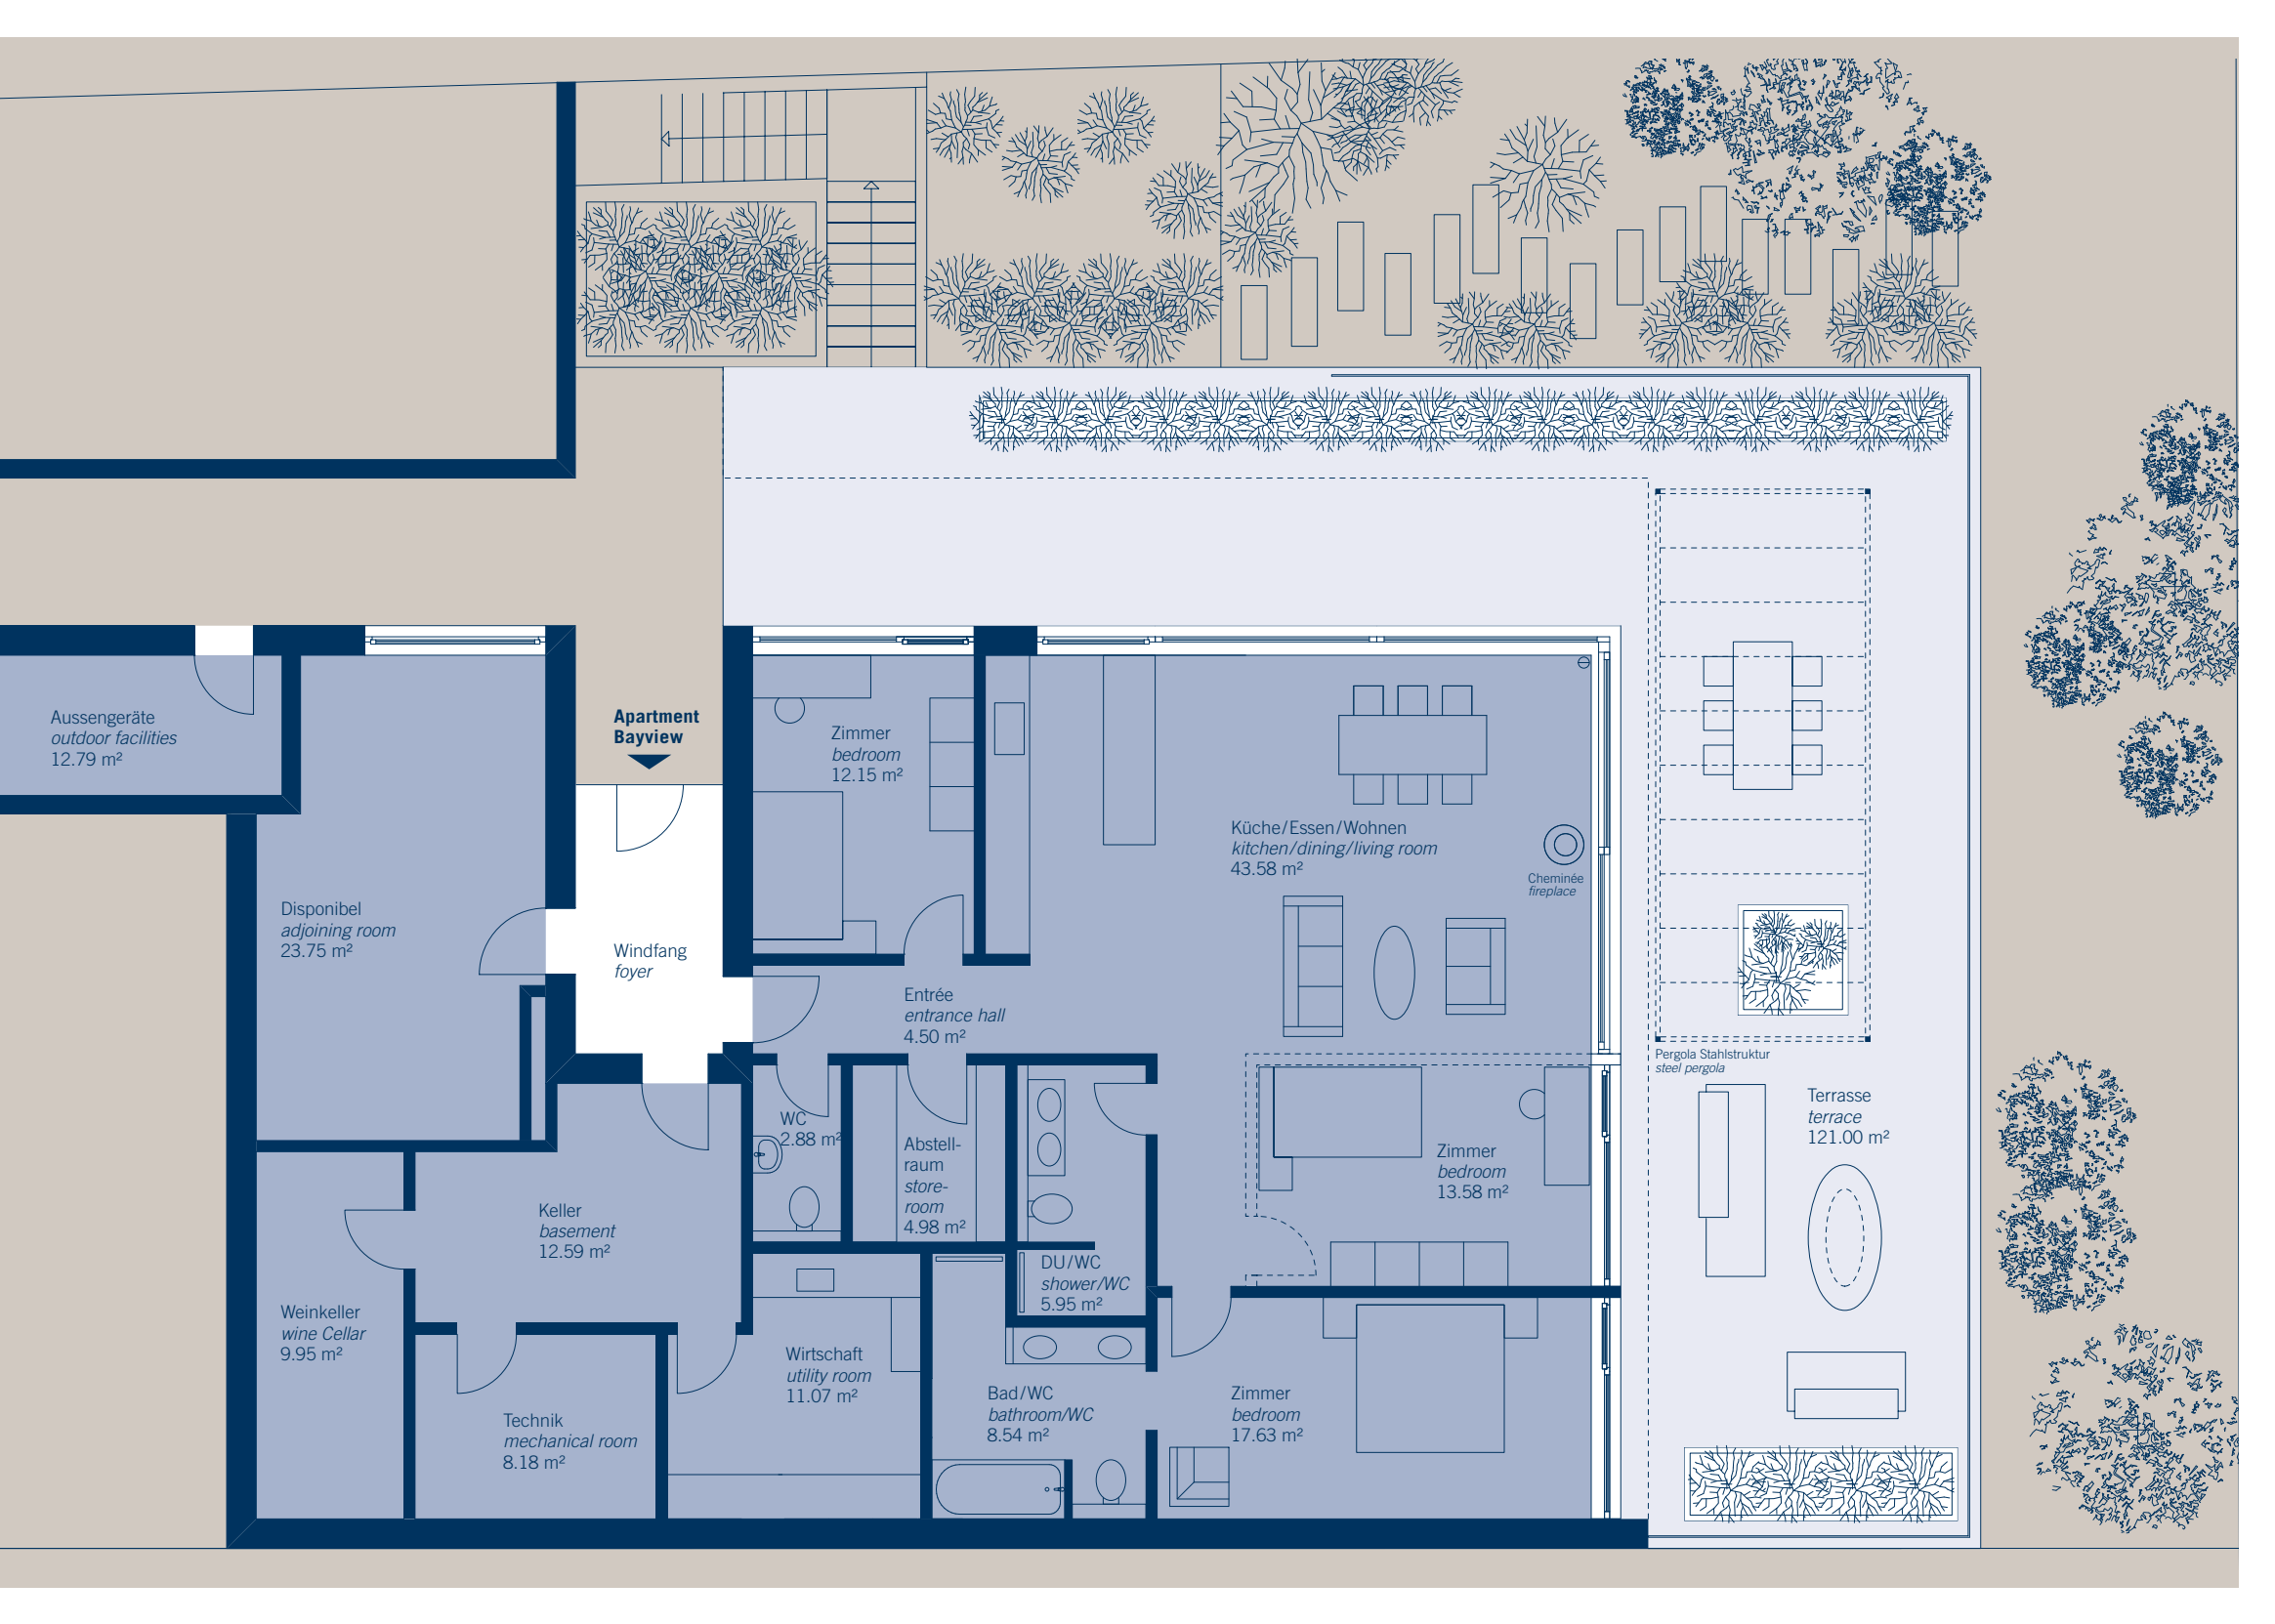 Apartment
Bayview
Aussengeräte
outdoor facilities
12.79 m²
Zimmer
bedroom
12.15 m²
Küche/Essen/Wohnen
kitchen/dining/living room
43.58 m²
Cheminée
fireplace
Disponibel
adjoining room
23.75 m²
Windfang
foyer
Entrée
entrance hall
4.50 m²
Pergola Stahlstruktur
steel pergola
Terrasse
terrace
121.00 m²
WC
2.88 m²
Abstell-
raum
store-
room
4.98 m²
Zimmer
bedroom
13.58 m²
Keller
basement
12.59 m²
DU/WC
shower/WC
5.95 m²
Weinkeller
wine Cellar
9.95 m²
Wirtschaft
utility room
11.07 m²
Bad/WC
bathroom/WC
8.54 m²
Zimmer
bedroom
17.63 m²
Technik
mechanical room
8.18 m²